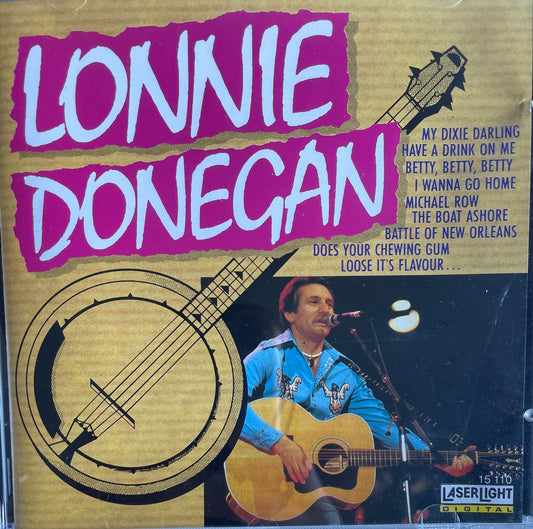 LONNIE
DONEGAN
MY DIXIE DARLING
HAVE A DRINK ON ME
BETTY, BETTY, BETTY
I WANNA GO HOME
MICHAEL ROW
THE BOAT ASHORE
BATTLE OF NEW ORLEANS
DOES YOUR CHEWING GUM
LOOSE IT'S FLAVOUR . . .
15 110
LASERLIGHT
DIGITAL